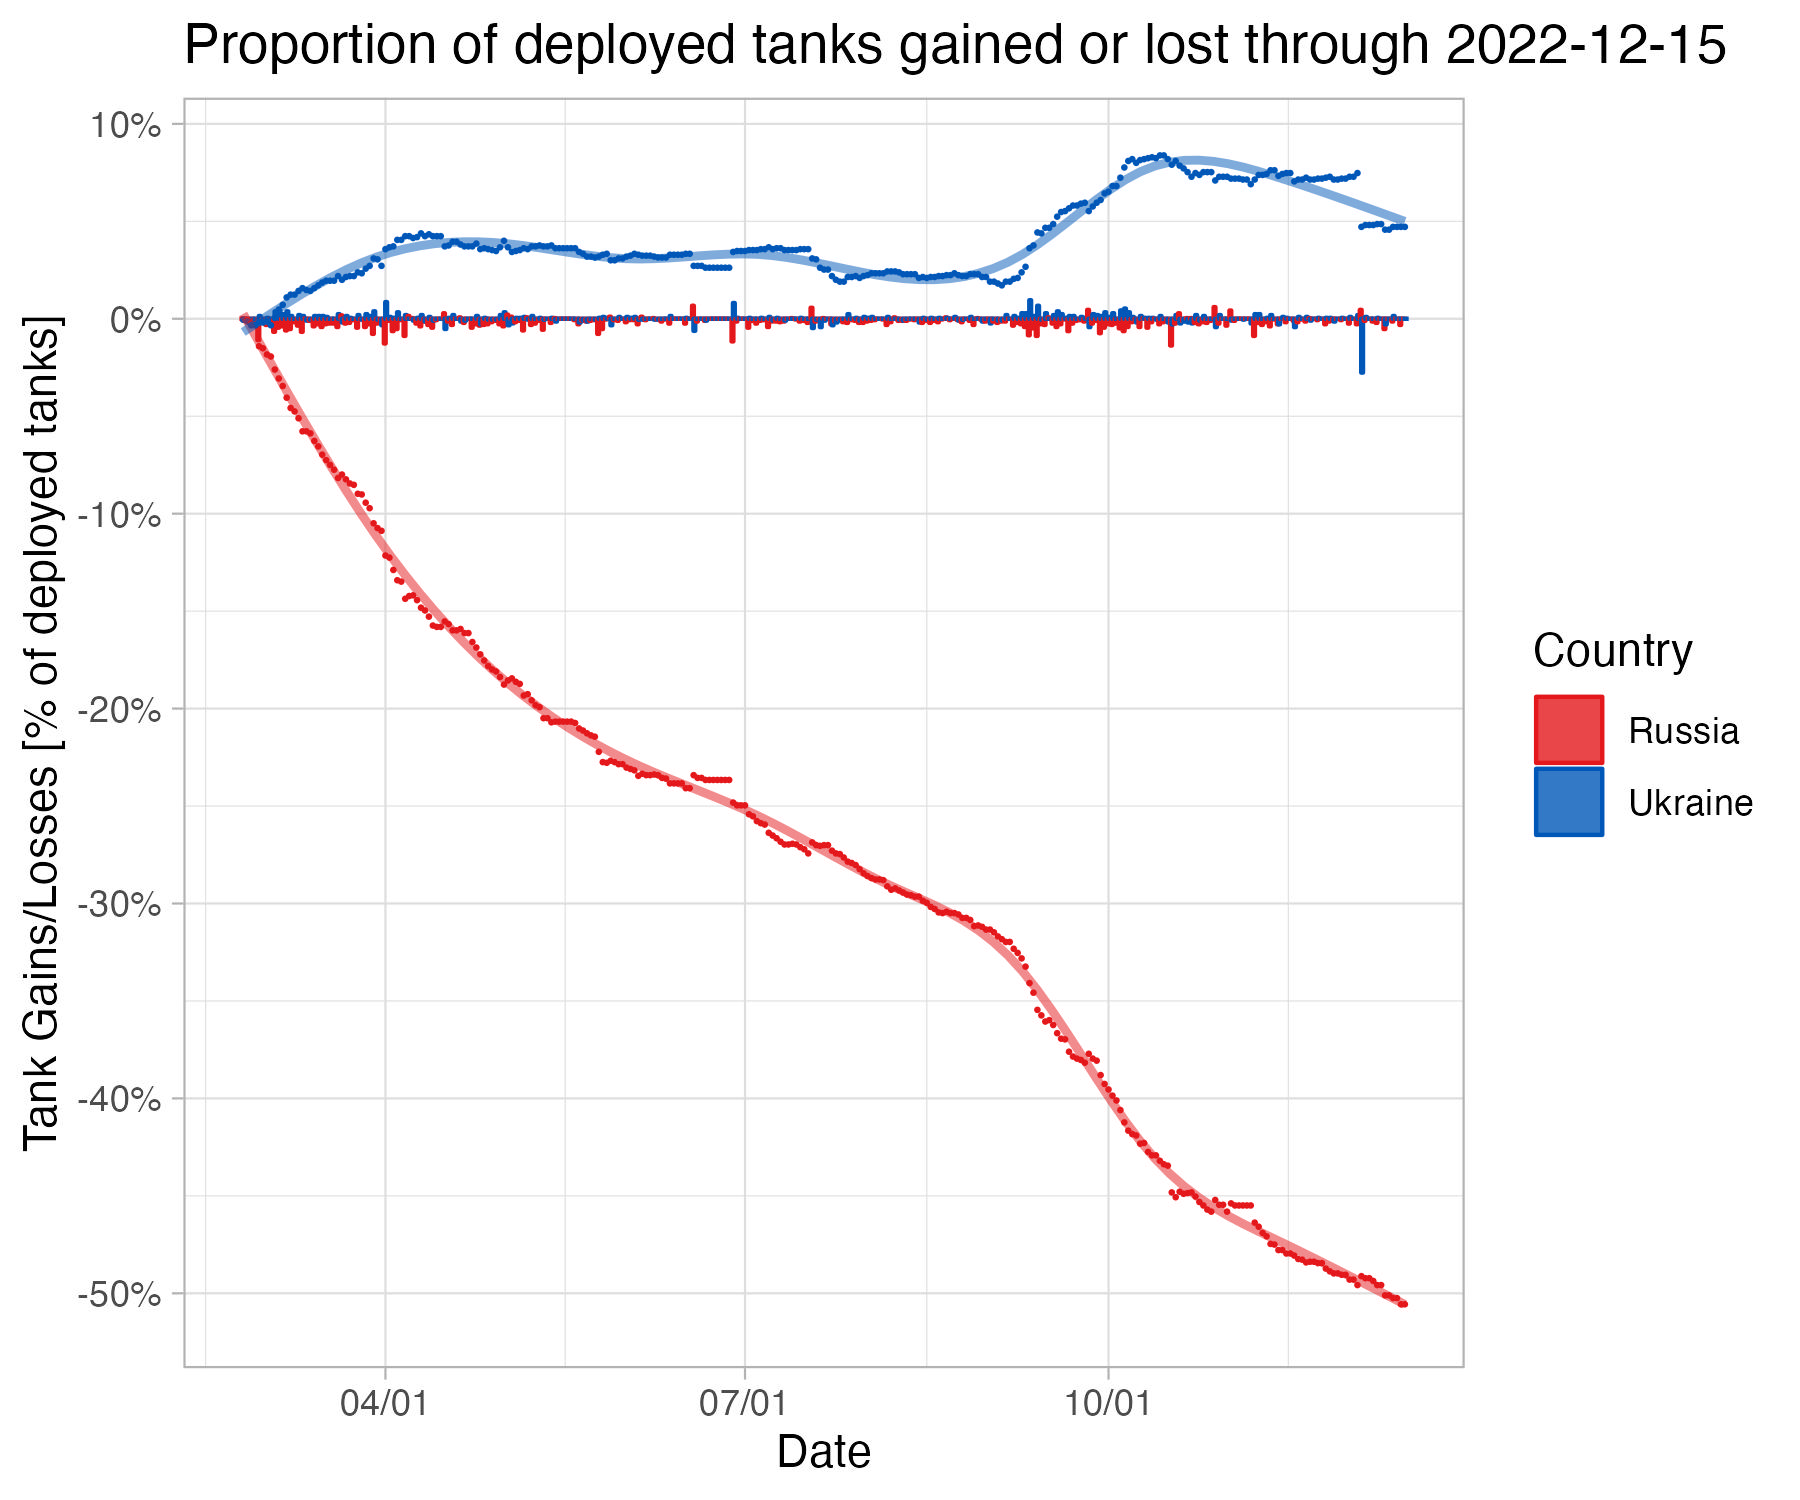 Proportion of deployed tanks gained or lost through 2022-12-15
Tank Gains/Losses [% of deployed tanks]
10%
0%
-10%
-20%
-30%
-40%
-50%
04/01
07/01
10/01
Date
Country
Russia
Ukraine